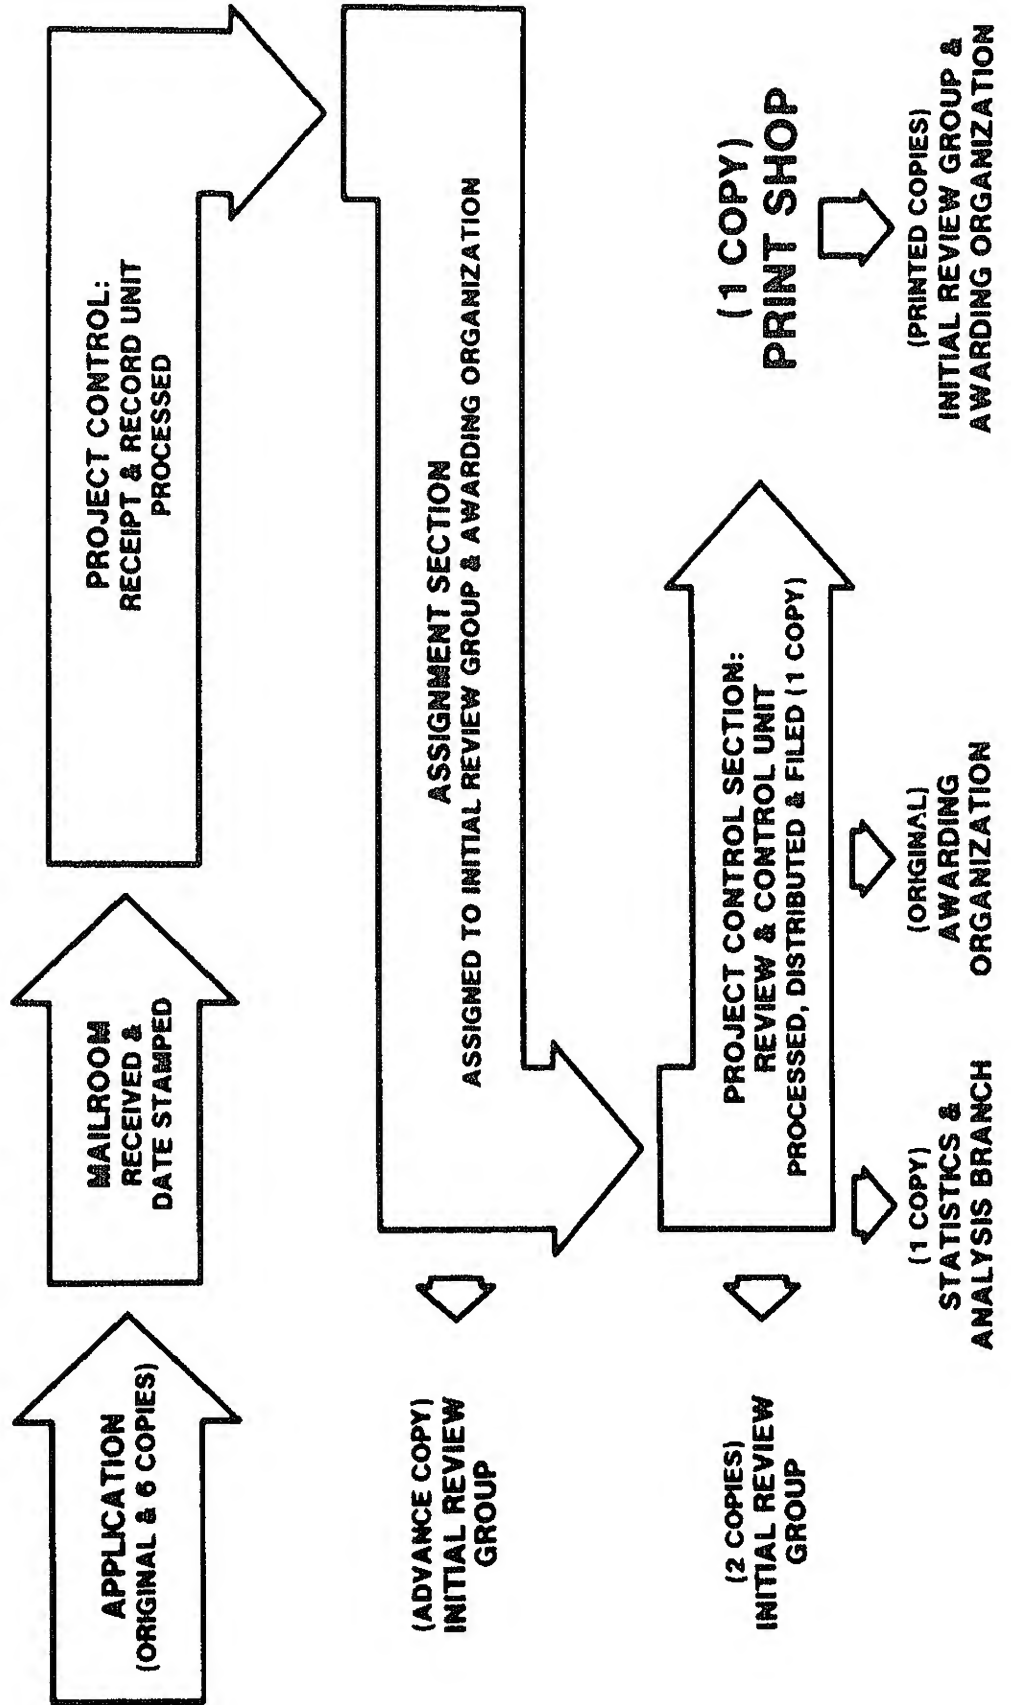 APPLICATION
(ORIGINAL & 6 COPIES)
MAILROOM
RECEIVED &
DATE STAMPED
PROJECT CONTROL:
RECEIPT & RECORD UNIT
PROCESSED
ASSIGNMENT SECTION
ASSIGNED TO INITIAL REVIEW GROUP & AWARDING ORGANIZATION
(ADVANCE COPY)
INITIAL REVIEW
GROUP
PROJECT CONTROL SECTION:
REVIEW & CONTROL UNIT
PROCESSED, DISTRIBUTED & FILED (1 COPY)
(2 COPIES)
INITIAL REVIEW
GROUP
(1 COPY)
STATISTICS &
ANALYSIS BRANCH
(ORIGINAL)
AWARDING
ORGANIZATION
(1 COPY)
PRINT SHOP
(PRINTED COPIES)
INITIAL REVIEW GROUP &
AWARDING ORGANIZATION